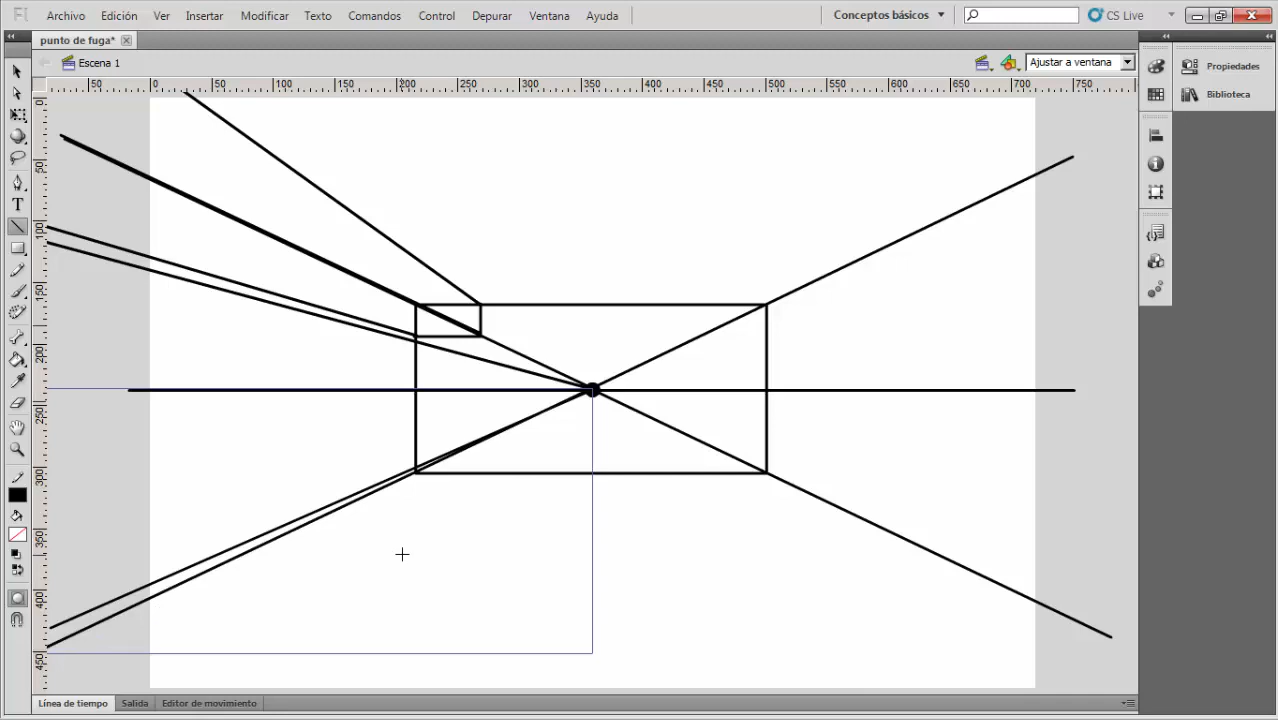 Fl Archivo Edición Ver Insertar Modificar Texto Comandos Control Depurar Ventana Ayuda Conceptos básicos CS Live
punto de fuga*
Escena 1 Ajustar a ventana
50 0 50 100 150 200 250 300 350 400 450 500 550 600 650 700 750
0
50
100
150
200
250
300
350
400
450
T
Propiedades
Biblioteca
Línea de tiempo Salida Editor de movimiento